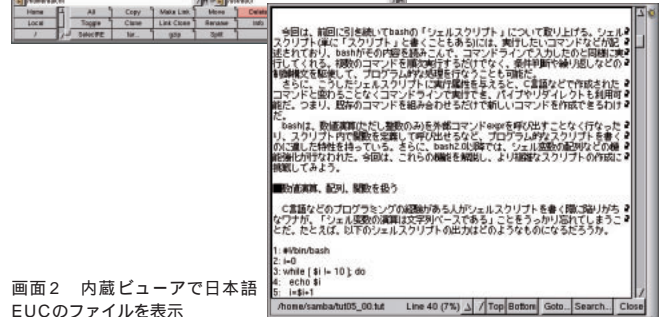 Home All Copy Make Link Move Delete
Local Toggle Clone Link Close Rename Info
/ Select/RE gzip Split
今回は、前回に引き続いてbashの「シェルスクリプト」について取り上げる。シェル
スクリプト(単に「スクリプト」と書くこともある)には、実行したいコマンドなどが記
述されており、bashがその内容を読みこんで、コマンドラインで入力したのと同様に実
行してくれる。複数のコマンドを順次実行するだけでなく、条件判断や繰り返しなどの
制御構文を駆使して、プログラム的な処理を行なうことも可能だ。
さらに、こうしたシェルスクリプトに実行属性を与えると、C言語などで作成された
コマンドと変わることなくコマンドラインで実行でき、パイプやリダイレクトも利用可
能だ。つまり、既存のコマンドを組み合わせるだけで新しいコマンドを作成できるわけ
だ。
bashは、数値演算(ただし整数のみ)を外部コマンドexprを呼び出すことなく行なった
り、スクリプト内で関数を定義して呼び出せるなど、プログラム的なスクリプトを書く
のに適した特性を持っている。さらに、bash2.0以降では、シェル変数の配列などの機
能強化が行なわれた。今回は、これらの機能を解説し、より複雑なスクリプトの作成に
挑戦してみよう。
■数値演算、配列、関数を扱う
C言語などのプログラミングの経験がある人がシェルスクリプトを書く際に陥りがち
なワナが、「シェル変数の演算は文字列ベースである」ことをうっかり忘れてしまうこ
とだ。たとえば、以下のシェルスクリプトの出力はどのようなものになるだろうか。
1: #!/bin/bash
2: i=0
3: while [ $i != 10 ]; do
4: echo $i
5: i=$i+1
/home/samba/tut05_00.txt Line 40 (7%) / Top Bottom Goto... Search... Close
画面2 内蔵ビューアで日本語
EUCのファイルを表示